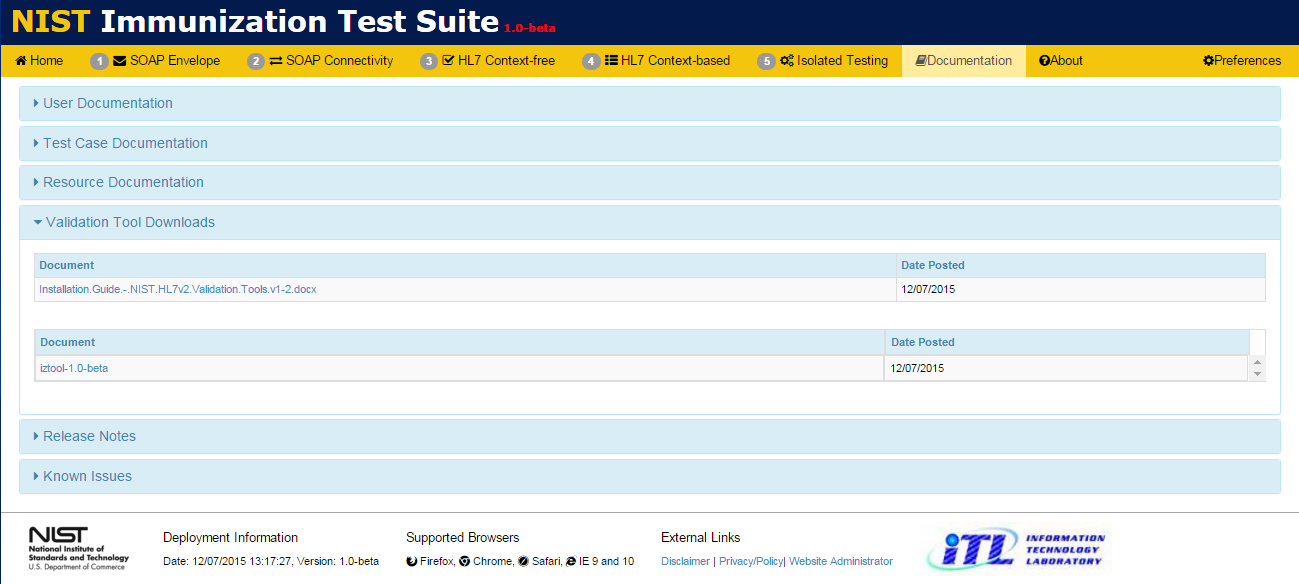 NIST Immunization Test Suite 1.0-beta
Home 1 SOAP Envelope 2 SOAP Connectivity 3 HL7 Context-free 4 HL7 Context-based 5 Isolated Testing Documentation About Preferences
User Documentation
Test Case Documentation
Resource Documentation
Validation Tool Downloads
Document Date Posted
Installation.Guide.-.NIST.HL7v2.Validation.Tools.v1-2.docx 12/07/2015
Document Date Posted
iztool-1.0-beta 12/07/2015
Release Notes
Known Issues
NIST
National Institute of
Standards and Technology
U.S. Department of Commerce
Deployment Information
Date: 12/07/2015 13:17:27, Version: 1.0-beta
Supported Browsers
Firefox, Chrome, Safari, IE 9 and 10
External Links
Disclaimer | Privacy/Policy| Website Administrator
iTL INFORMATION
TECHNOLOGY
LABORATORY